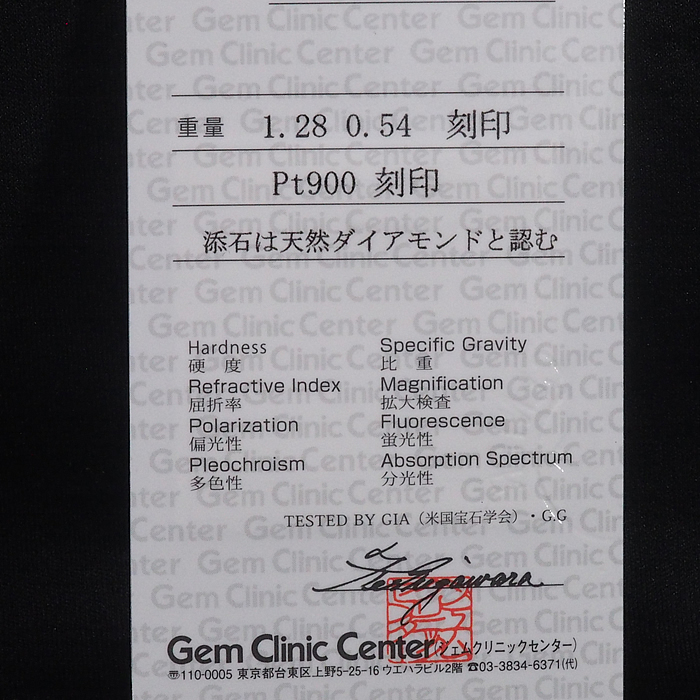 重量 1.28 0.54 刻印
Pt900 刻印
添石は天然ダイアモンドと認む
Hardness Specific Gravity
硬度 比重
Refractive Index Magnification
屈折率 拡大検査
Polarization Fluorescence
偏光性 蛍光性
Pleochroism Absorption Spectrum
多色性 分光性
TESTED BY GIA (米国宝石学会)・G.G
Gem Clinic Center (ジェムクリニックセンター)
〠110-0005 東京都台東区上野5-25-16 ウエハラビル2階 ☎03-3834-6371(代)